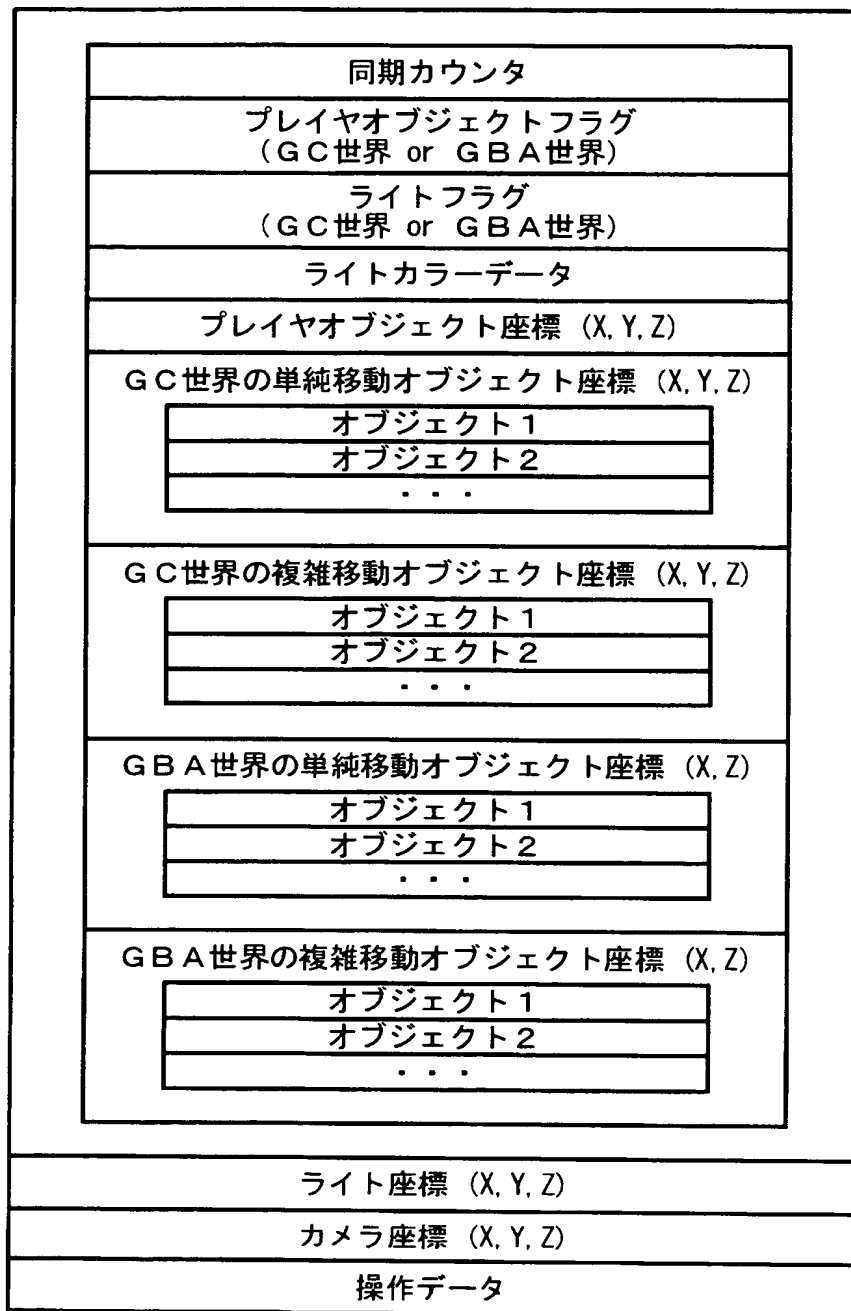 同期カウンタ
プレイヤオブジェクトフラグ
（ＧＣ世界 or ＧＢＡ世界）
ライトフラグ
（ＧＣ世界 or ＧＢＡ世界）
ライトカラーデータ
プレイヤオブジェクト座標 (X, Y, Z)
ＧＣ世界の単純移動オブジェクト座標 (X, Y, Z)
オブジェクト１
オブジェクト２
・・・
ＧＣ世界の複雑移動オブジェクト座標 (X, Y, Z)
オブジェクト１
オブジェクト２
・・・
ＧＢＡ世界の単純移動オブジェクト座標 (X, Z)
オブジェクト１
オブジェクト２
・・・
ＧＢＡ世界の複雑移動オブジェクト座標 (X, Z)
オブジェクト１
オブジェクト２
・・・
ライト座標 (X, Y, Z)
カメラ座標 (X, Y, Z)
操作データ